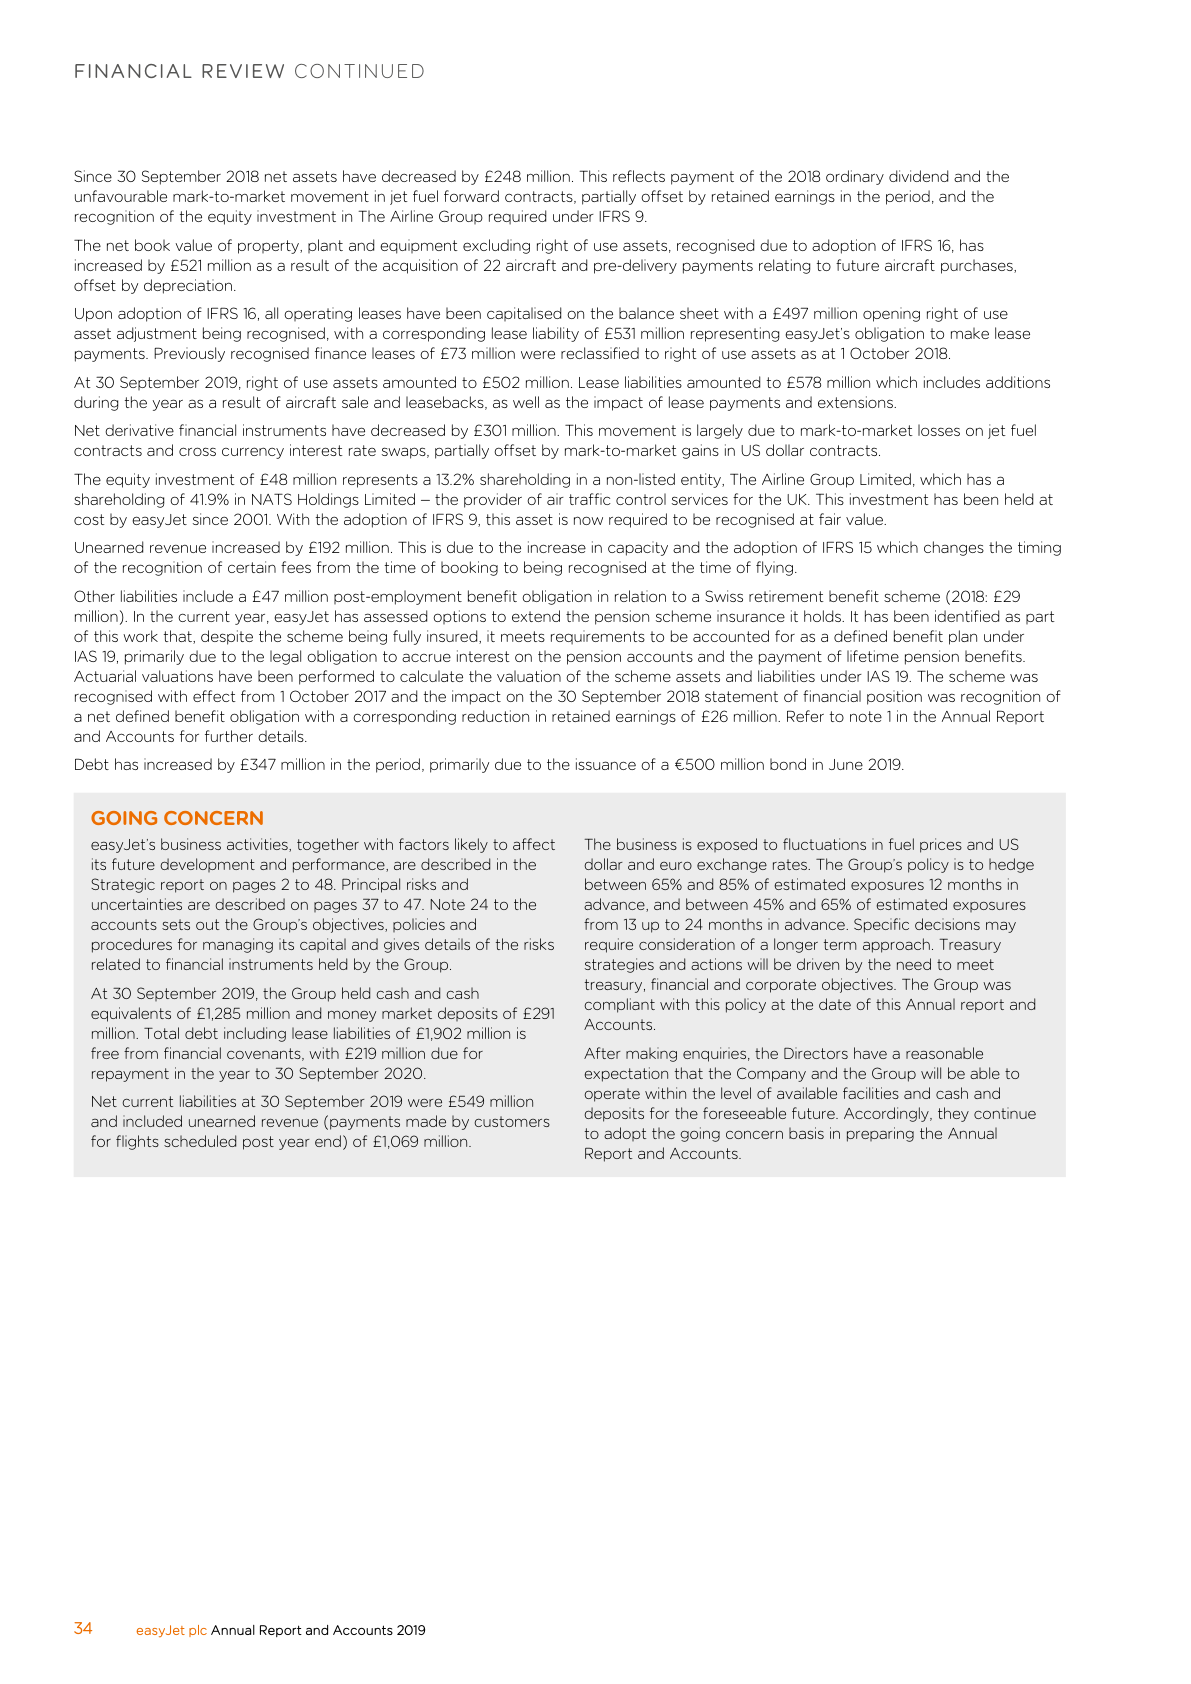 FINANCIAL REVIEW CONTINUED
Since 30 September 2018 net assets have decreased by £248 million. This reflects payment of the 2018 ordinary dividend and the
unfavourable mark-to-market movement in jet fuel forward contracts, partially offset by retained earnings in the period, and the
recognition of the equity investment in The Airline Group required under IFRS 9.
The net book value of property, plant and equipment excluding right of use assets, recognised due to adoption of IFRS 16, has
increased by £521 million as a result of the acquisition of 22 aircraft and pre-delivery payments relating to future aircraft purchases,
offset by depreciation.
Upon adoption of IFRS 16, all operating leases have been capitalised on the balance sheet with a £497 million opening right of use
asset adjustment being recognised, with a corresponding lease liability of £531 million representing easyJet's obligation to make lease
payments. Previously recognised finance leases of £73 million were reclassified to right of use assets as at 1 October 2018.
At 30 September 2019, right of use assets amounted to £502 million. Lease liabilities amounted to £578 million which includes additions
during the year as a result of aircraft sale and leasebacks, as well as the impact of lease payments and extensions.
Net derivative financial instruments have decreased by £301 million. This movement is largely due to mark-to-market losses on jet fuel
contracts and cross currency interest rate swaps, partially offset by mark-to-market gains in US dollar contracts.
The equity investment of £48 million represents a 13.2% shareholding in a non-listed entity, The Airline Group Limited, which has a
shareholding of 41.9% in NATS Holdings Limited – the provider of air traffic control services for the UK. This investment has been held at
cost by easyJet since 2001. With the adoption of IFRS 9, this asset is now required to be recognised at fair value.
Unearned revenue increased by £192 million. This is due to the increase in capacity and the adoption of IFRS 15 which changes the timing
of the recognition of certain fees from the time of booking to being recognised at the time of flying.
Other liabilities include a £47 million post-employment benefit obligation in relation to a Swiss retirement benefit scheme (2018: £29
million). In the current year, easyJet has assessed options to extend the pension scheme insurance it holds. It has been identified as part
of this work that, despite the scheme being fully insured, it meets requirements to be accounted for as a defined benefit plan under
IAS 19, primarily due to the legal obligation to accrue interest on the pension accounts and the payment of lifetime pension benefits.
Actuarial valuations have been performed to calculate the valuation of the scheme assets and liabilities under IAS 19. The scheme was
recognised with effect from 1 October 2017 and the impact on the 30 September 2018 statement of financial position was recognition of
a net defined benefit obligation with a corresponding reduction in retained earnings of £26 million. Refer to note 1 in the Annual Report
and Accounts for further details.
Debt has increased by £347 million in the period, primarily due to the issuance of a €500 million bond in June 2019.
GOING CONCERN
easyJet's business activities, together with factors likely to affect
its future development and performance, are described in the
Strategic report on pages 2 to 48. Principal risks and
uncertainties are described on pages 37 to 47. Note 24 to the
accounts sets out the Group's objectives, policies and
procedures for managing its capital and gives details of the risks
related to financial instruments held by the Group.
At 30 September 2019, the Group held cash and cash
equivalents of £1,285 million and money market deposits of £291
million. Total debt including lease liabilities of £1,902 million is
free from financial covenants, with £219 million due for
repayment in the year to 30 September 2020.
Net current liabilities at 30 September 2019 were £549 million
and included unearned revenue (payments made by customers
for flights scheduled post year end) of £1,069 million.
The business is exposed to fluctuations in fuel prices and US
dollar and euro exchange rates. The Group's policy is to hedge
between 65% and 85% of estimated exposures 12 months in
advance, and between 45% and 65% of estimated exposures
from 13 up to 24 months in advance. Specific decisions may
require consideration of a longer term approach. Treasury
strategies and actions will be driven by the need to meet
treasury, financial and corporate objectives. The Group was
compliant with this policy at the date of this Annual report and
Accounts.
After making enquiries, the Directors have a reasonable
expectation that the Company and the Group will be able to
operate within the level of available facilities and cash and
deposits for the foreseeable future. Accordingly, they continue
to adopt the going concern basis in preparing the Annual
Report and Accounts.
34 easyJet plc Annual Report and Accounts 2019